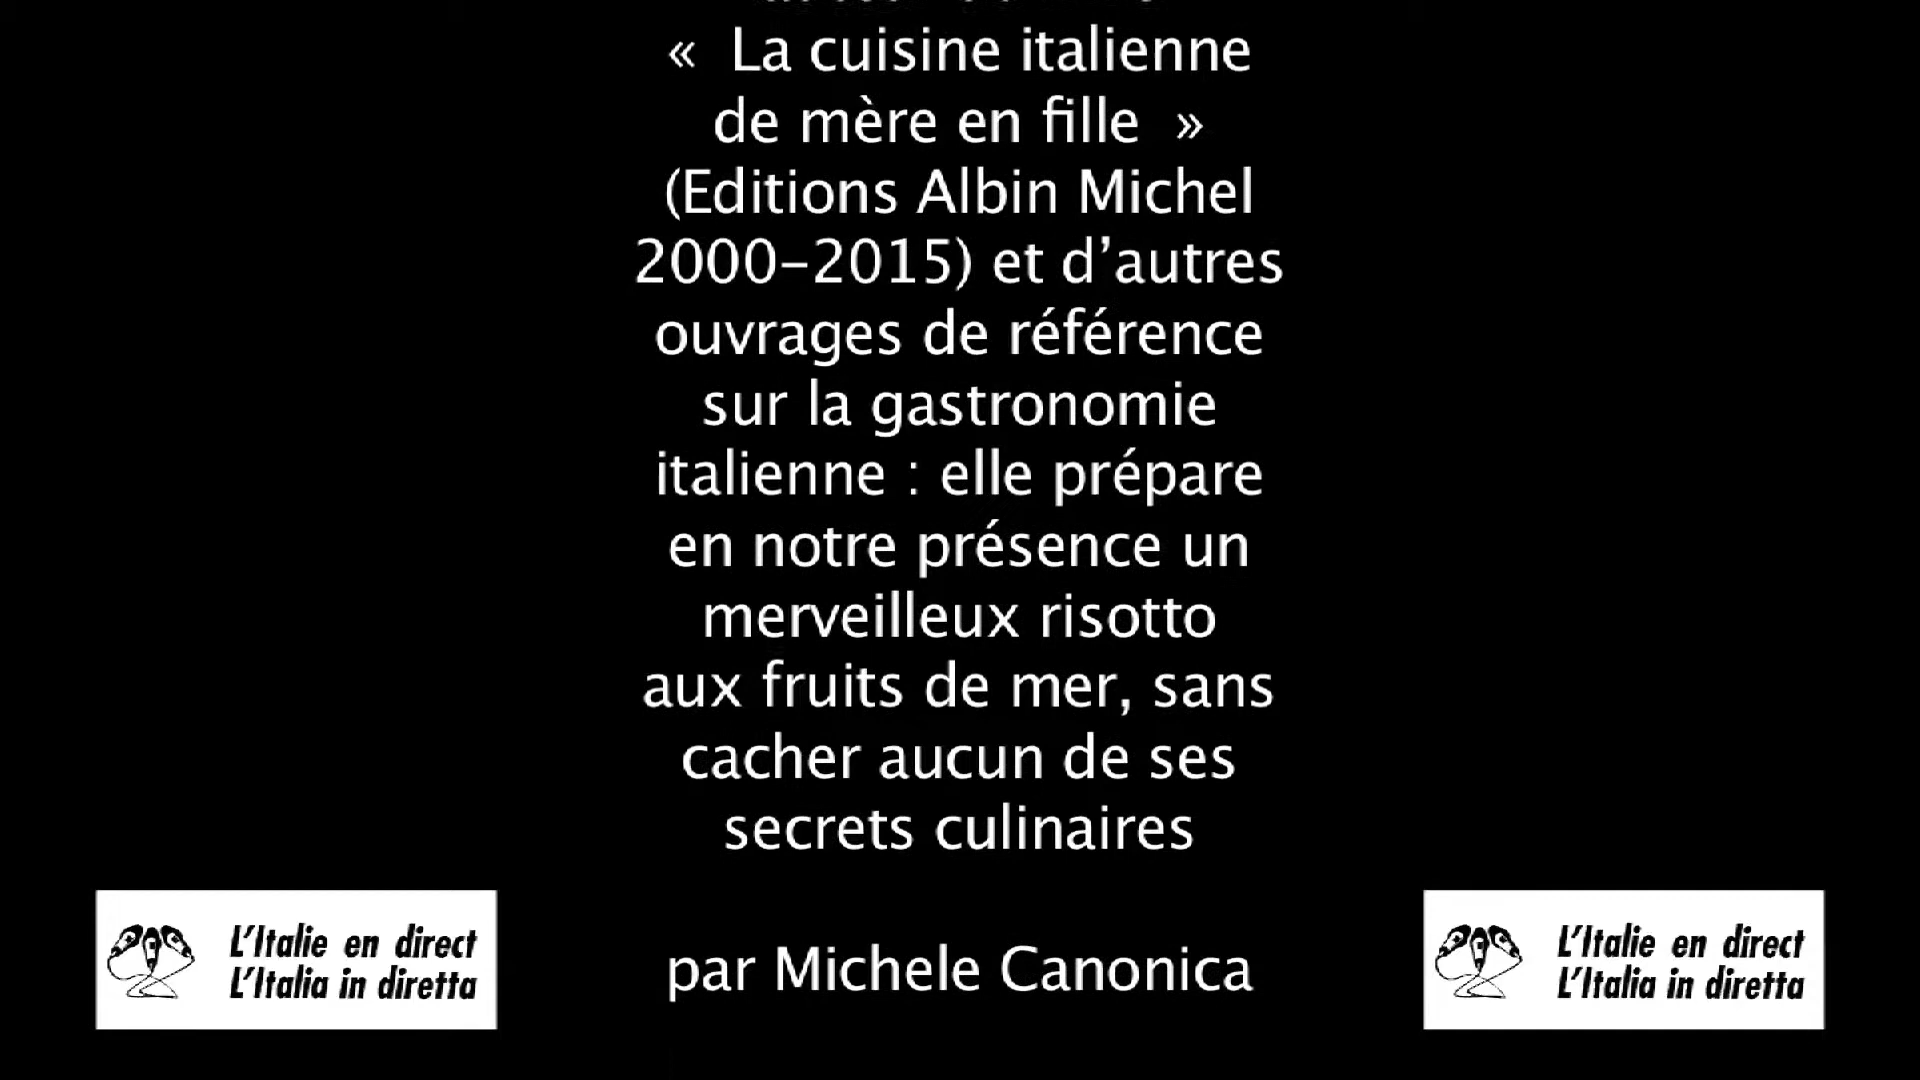 «  La cuisine italienne
de mère en fille  »
(Editions Albin Michel
2000–2015) et d’autres
ouvrages de référence
sur la gastronomie
italienne : elle prépare
en notre présence un
merveilleux risotto
aux fruits de mer, sans
cacher aucun de ses
secrets culinaires
par Michele Canonica
L’Italie en direct
L’Italia in diretta
L’Italie en direct
L’Italia in diretta